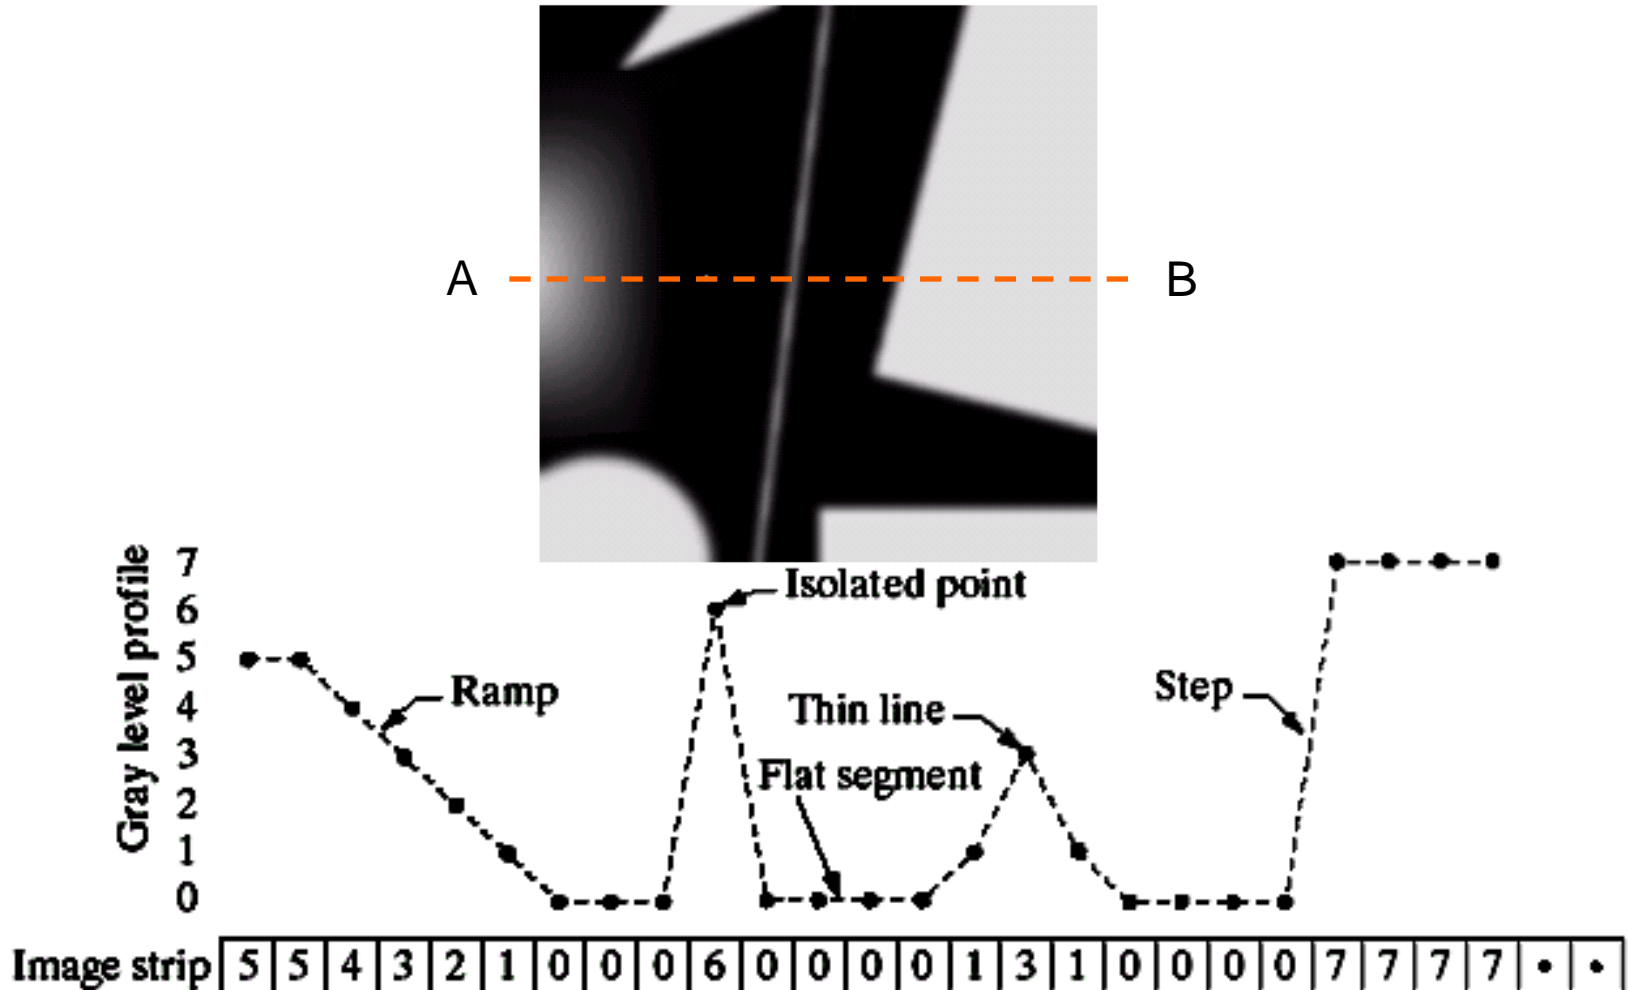 A B
Gray level profile
7
6
5
4
3
2
1
0
Isolated point
Ramp
Step
Thin line
Flat segment
Image strip 5 5 4 3 2 1 0 0 0 6 0 0 0 0 1 3 1 0 0 0 0 7 7 7 7 • •